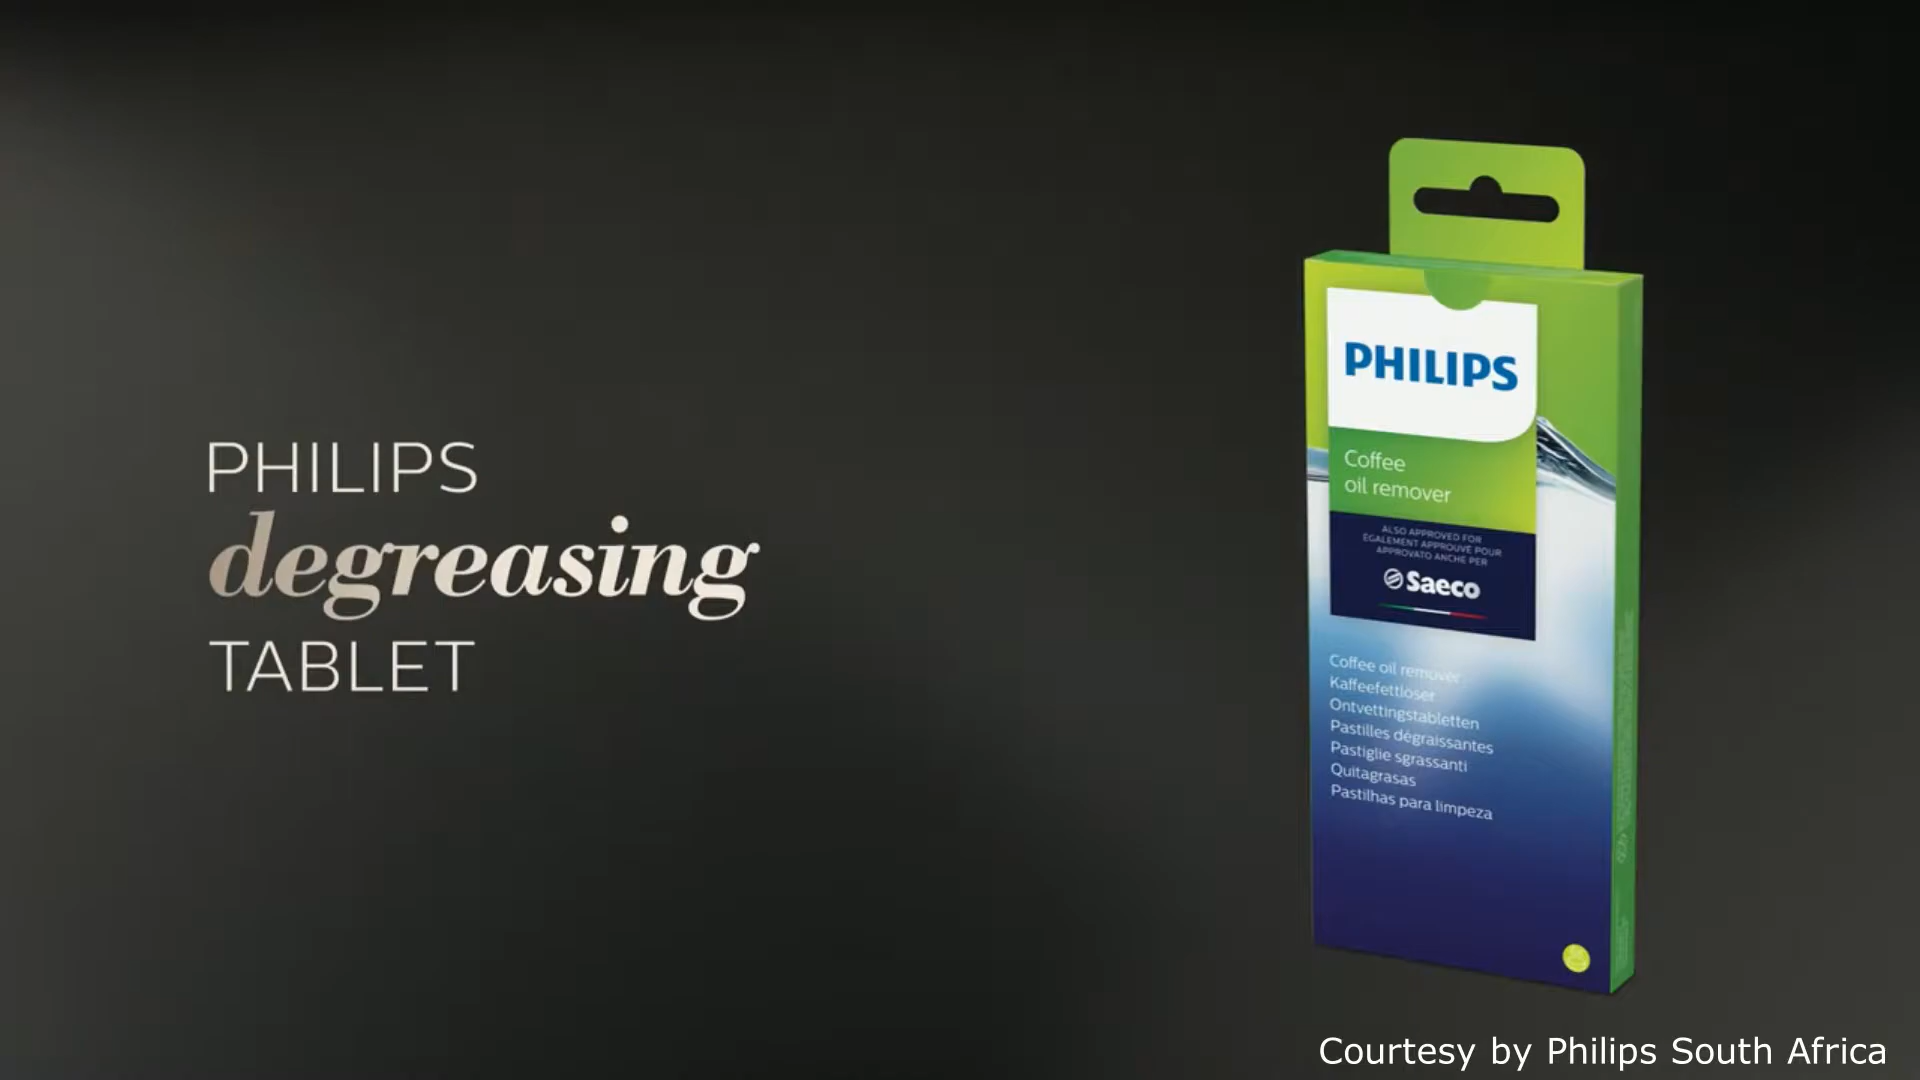 PHILIPS
degreasing
TABLET
PHILIPS
Coffee
oil remover
ALSO APPROVED FOR
ÉGALEMENT APPROUVÉ POUR
APPROVATO ANCHE PER
Saeco
Coffee oil remover
Kaffeefettlöser
Ontvettingstabletten
Pastilles dégraissantes
Pastiglie sgrassanti
Quitagrasas
Pastilhas para limpeza
Courtesy by Philips South Africa